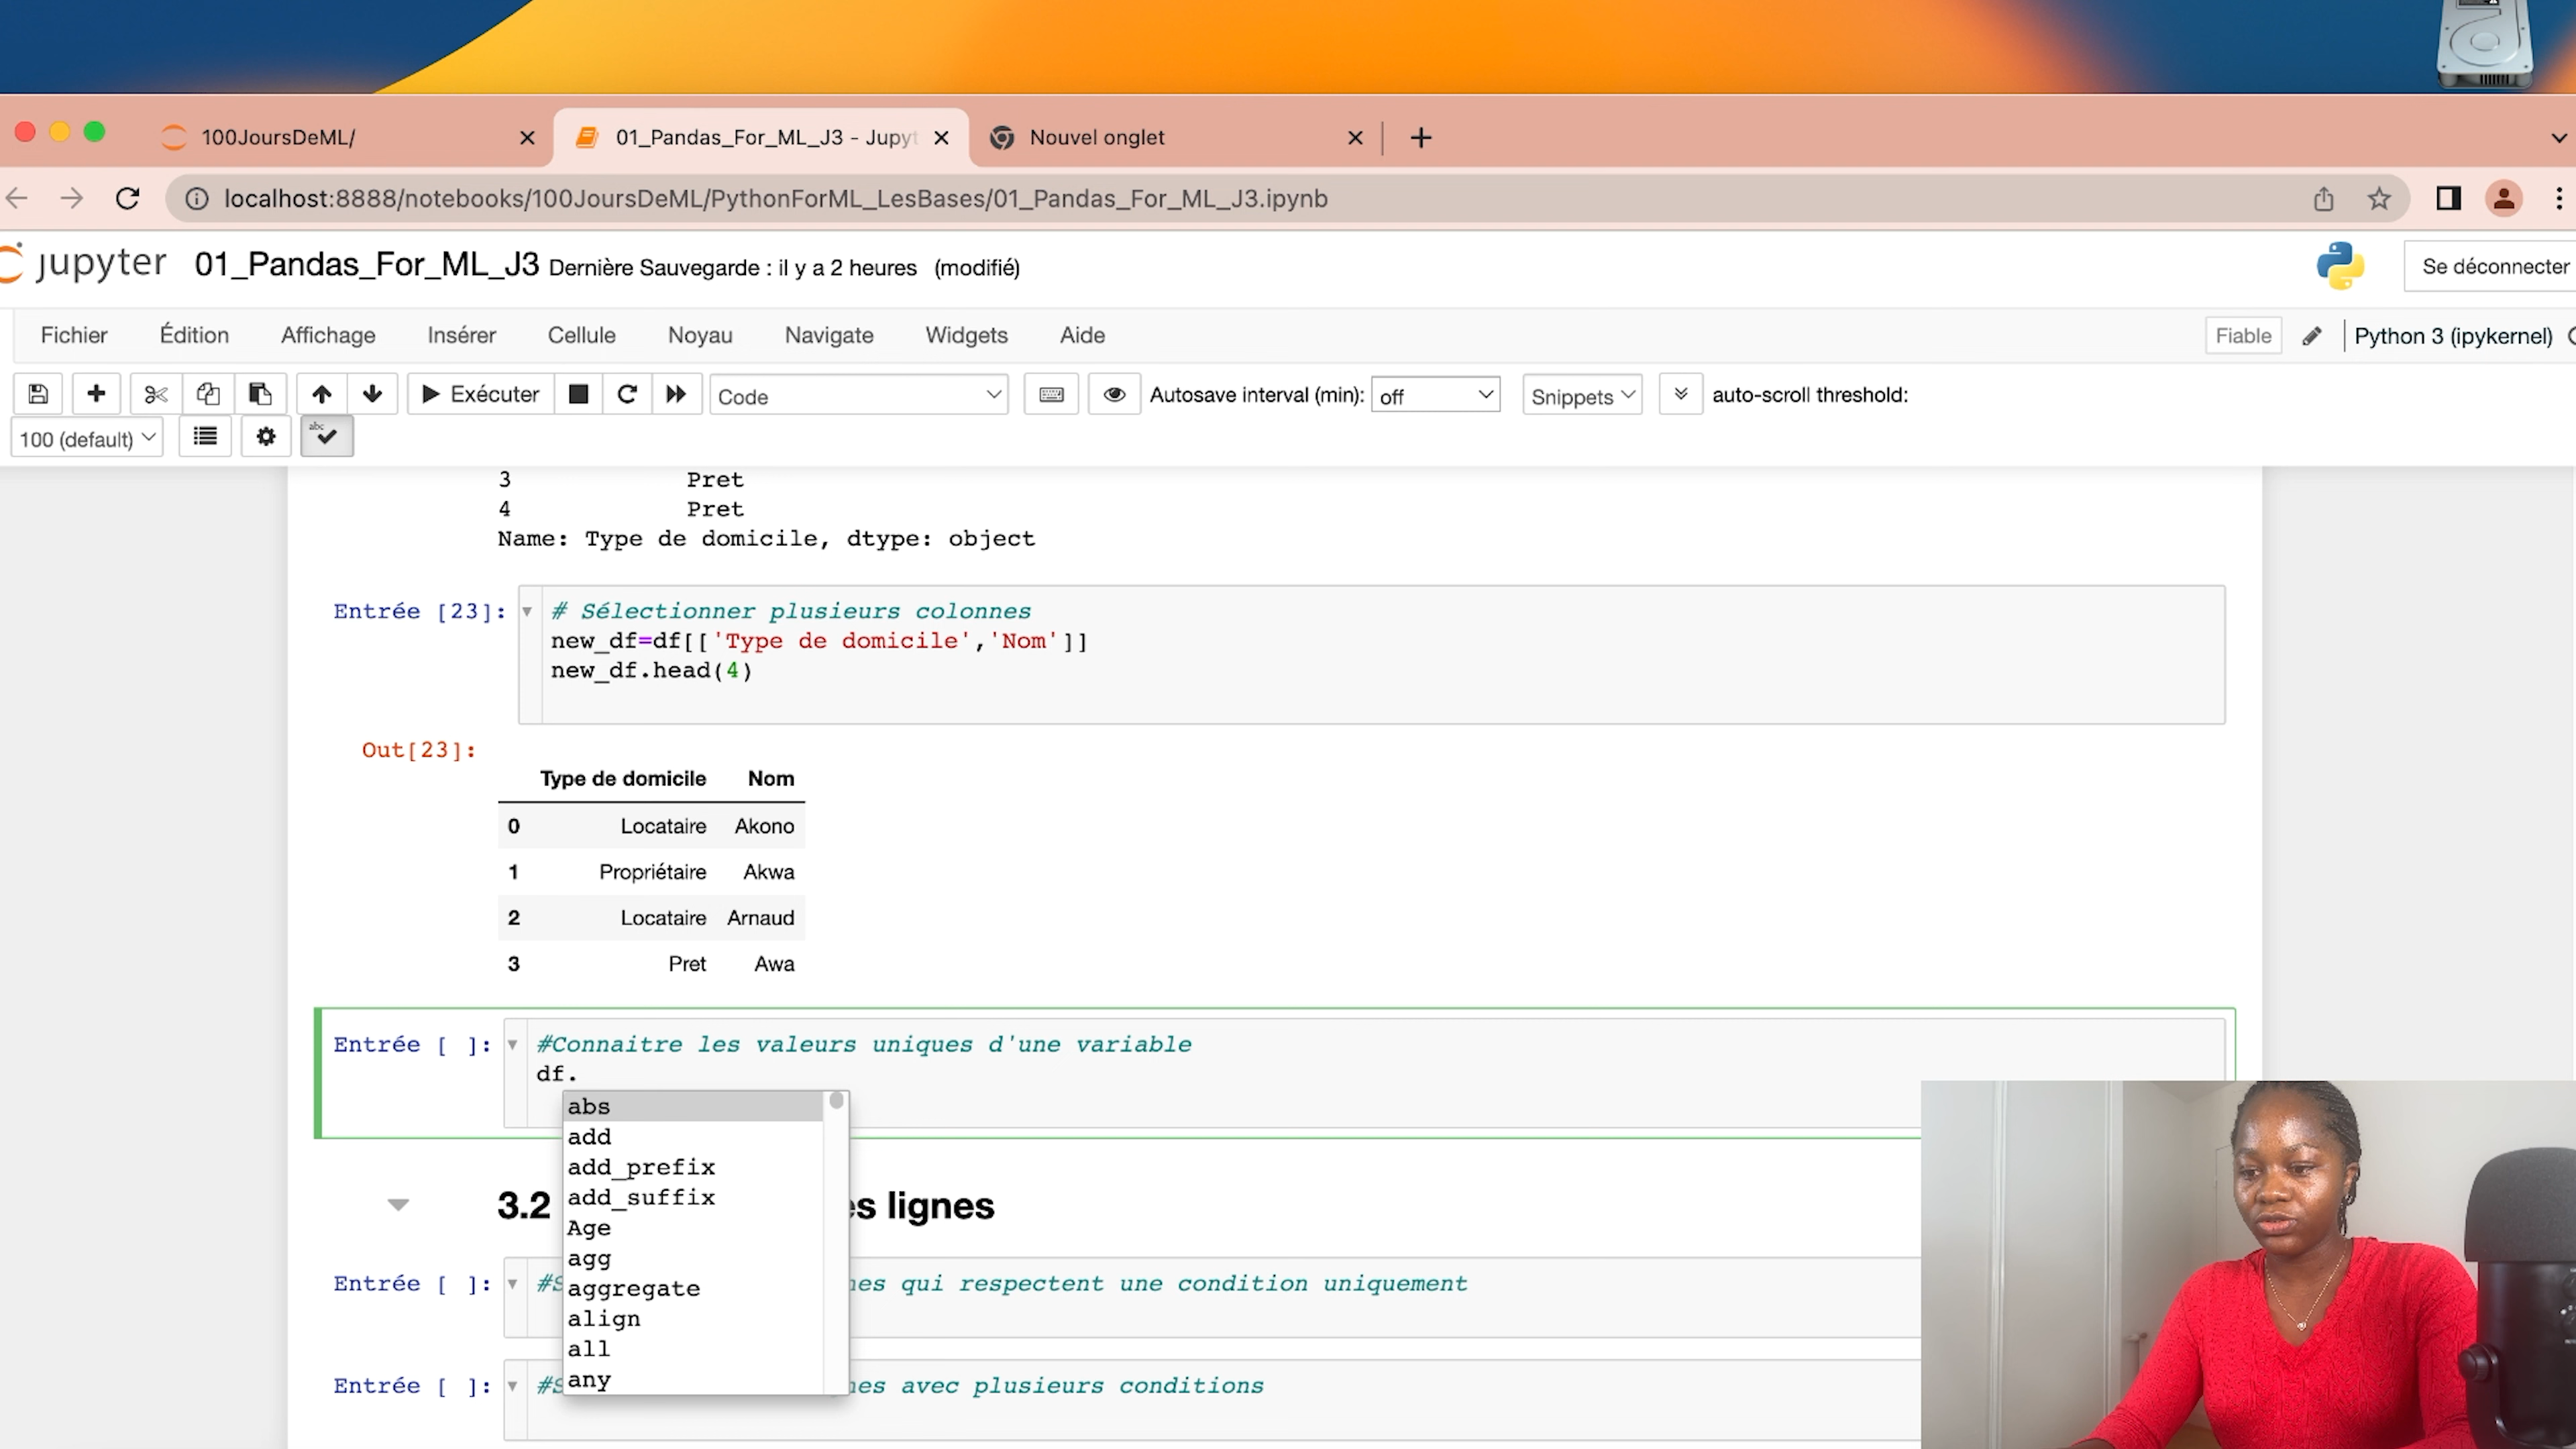 100JoursDeML/
01_Pandas_For_ML_J3 - Jupyt
Nouvel onglet
localhost:8888/notebooks/100JoursDeML/PythonForML_LesBases/01_Pandas_For_ML_J3.ipynb
jupyter 01_Pandas_For_ML_J3 Dernière Sauvegarde : il y a 2 heures (modifié)
Se déconnecter
Fichier Édition Affichage Insérer Cellule Noyau Navigate Widgets Aide
Fiable Python 3 (ipykernel)
Exécuter Code Autosave interval (min): off Snippets auto-scroll threshold:
100 (default) abc
3 Pret
4 Pret
Name: Type de domicile, dtype: object
Entrée [23]: # Sélectionner plusieurs colonnes
new_df=df[['Type de domicile','Nom']]
new_df.head(4)
Out[23]:
Type de domicile Nom
0 Locataire Akono
1 Propriétaire Akwa
2 Locataire Arnaud
3 Pret Awa
Entrée [ ]: #Connaitre les valeurs uniques d'une variable
df.
abs
add
add_prefix
add_suffix
Age
agg
aggregate
align
all
any
3.2 es lignes
Entrée [ ]: #S nes qui respectent une condition uniquement
Entrée [ ]: #S nes avec plusieurs conditions